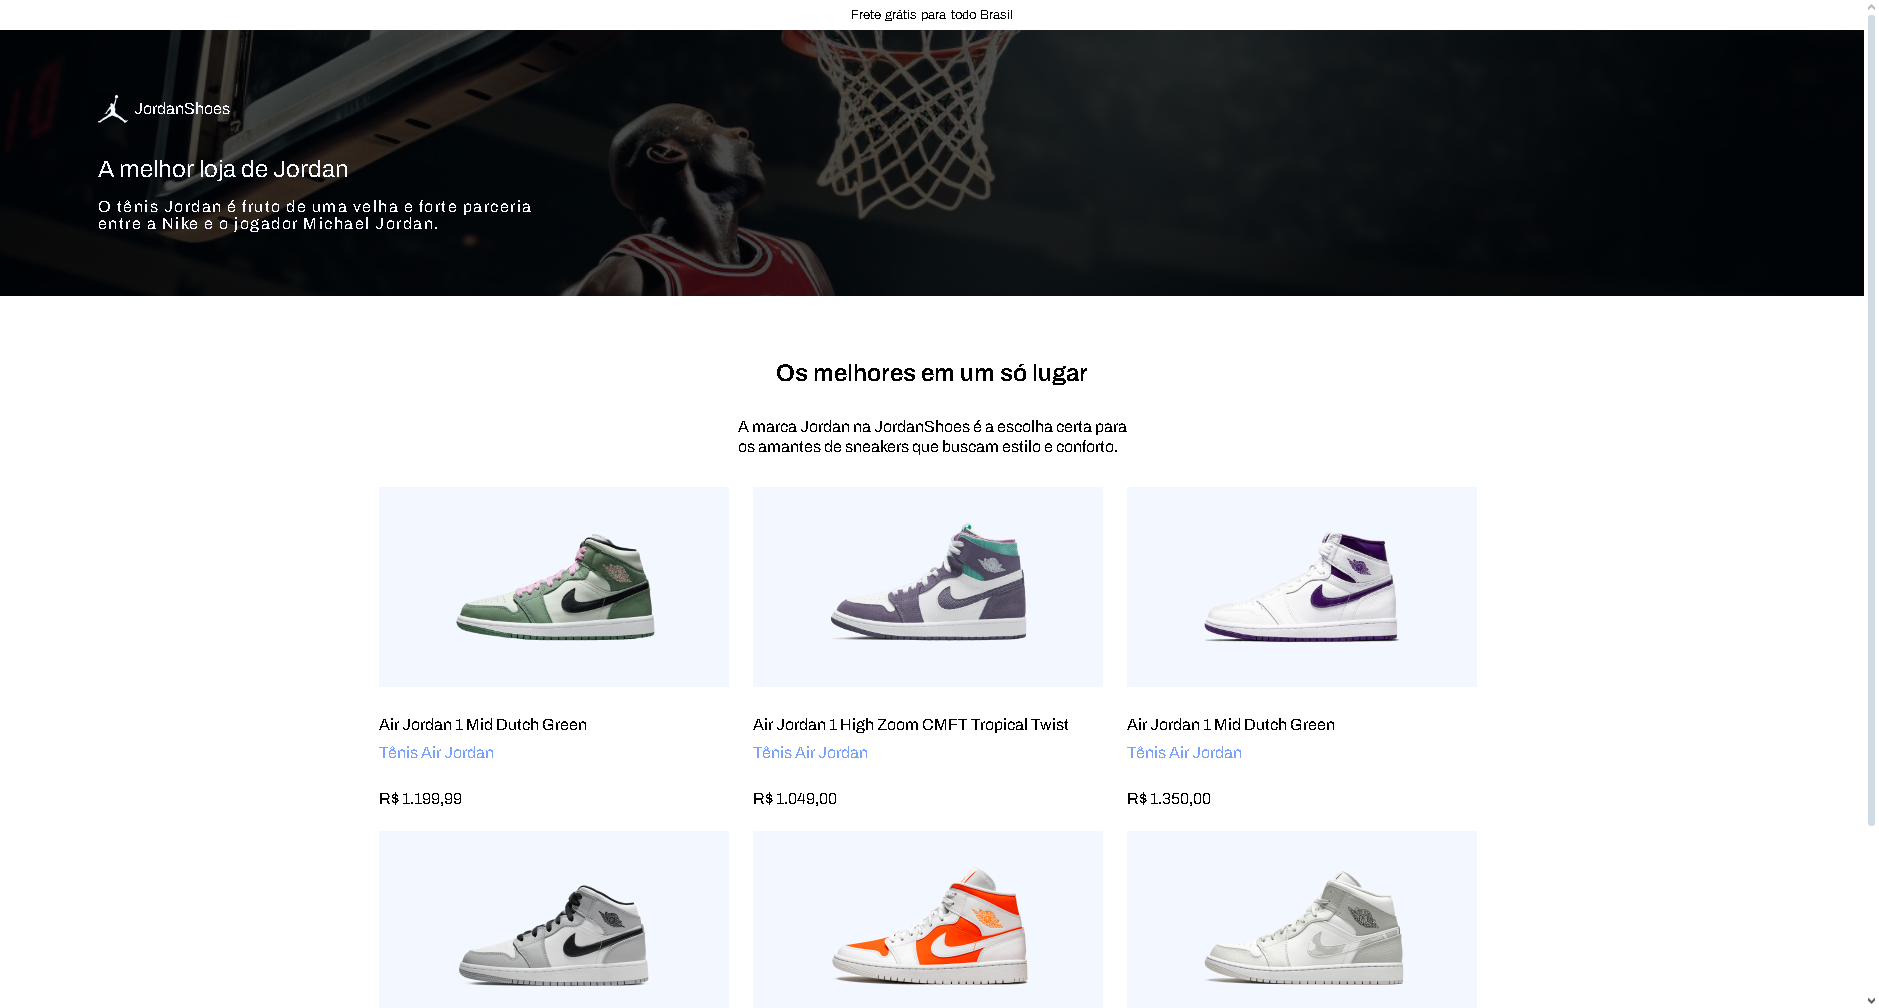 Frete grátis para todo Brasil
JordanShoes
A melhor loja de Jordan
O tênis Jordan é fruto de uma velha e forte parceria
entre a Nike e o jogador Michael Jordan.
Os melhores em um só lugar
A marca Jordan na JordanShoes é a escolha certa para
os amantes de sneakers que buscam estilo e conforto.
Air Jordan 1 Mid Dutch Green
Tênis Air Jordan
R$ 1.199,99
Air Jordan 1 High Zoom CMFT Tropical Twist
Tênis Air Jordan
R$ 1.049,00
Air Jordan 1 Mid Dutch Green
Tênis Air Jordan
R$ 1.350,00